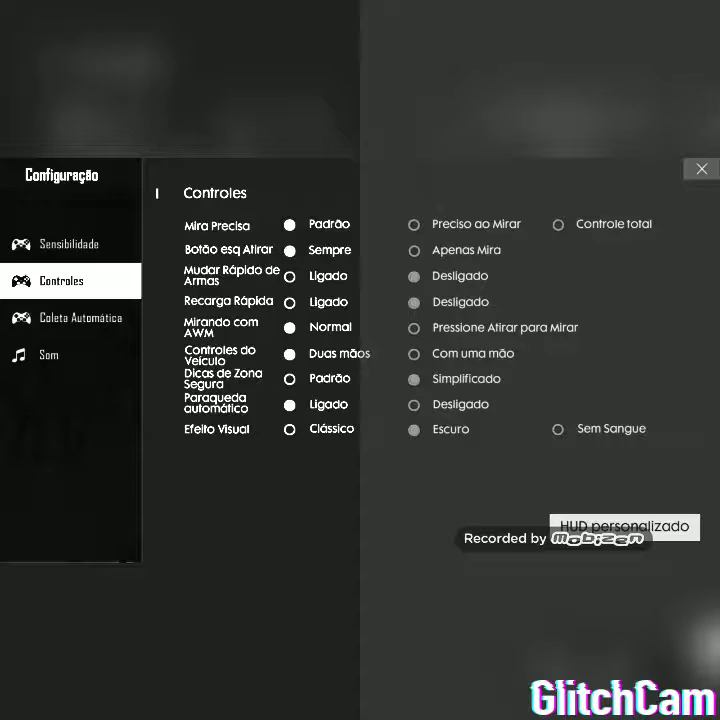 Configuração
Controles
Sensibilidade
Controles
Coleta Automática
Som
Mira Precisa Padrão Preciso ao Mirar Controle total
Botão esq Atirar Sempre Apenas Mira
Mudar Rápido de
Armas
Ligado Desligado
Recarga Rápida Ligado Desligado
Mirando com
AWM
Normal Pressione Atirar para Mirar
Controles do
Veículo
Duas mãos Com uma mão
Dicas de Zona
Segura
Padrão Simplificado
Paraqueda
automático
Ligado Desligado
Efeito Visual Clássico Escuro Sem Sangue
HUD personalizado
Recorded by mobizen
GlitchCam